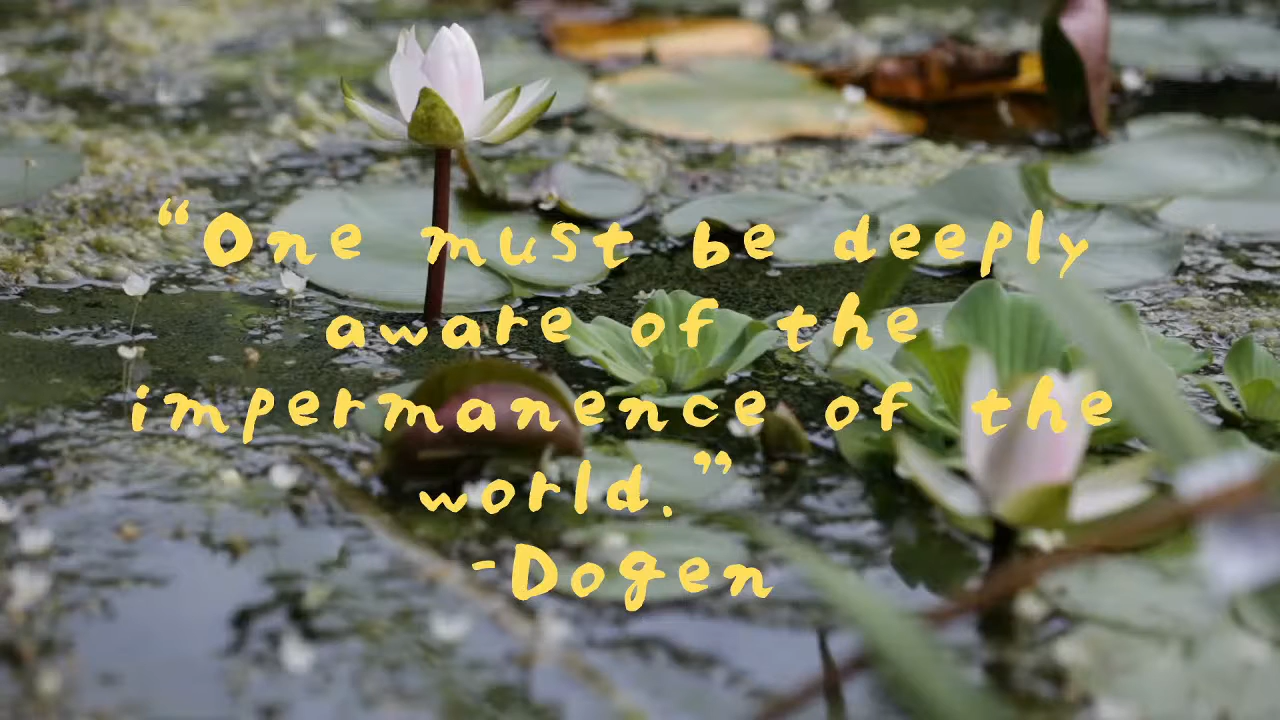 “One must be deeply
aware of the
impermanence of the
world.”
-Dogen